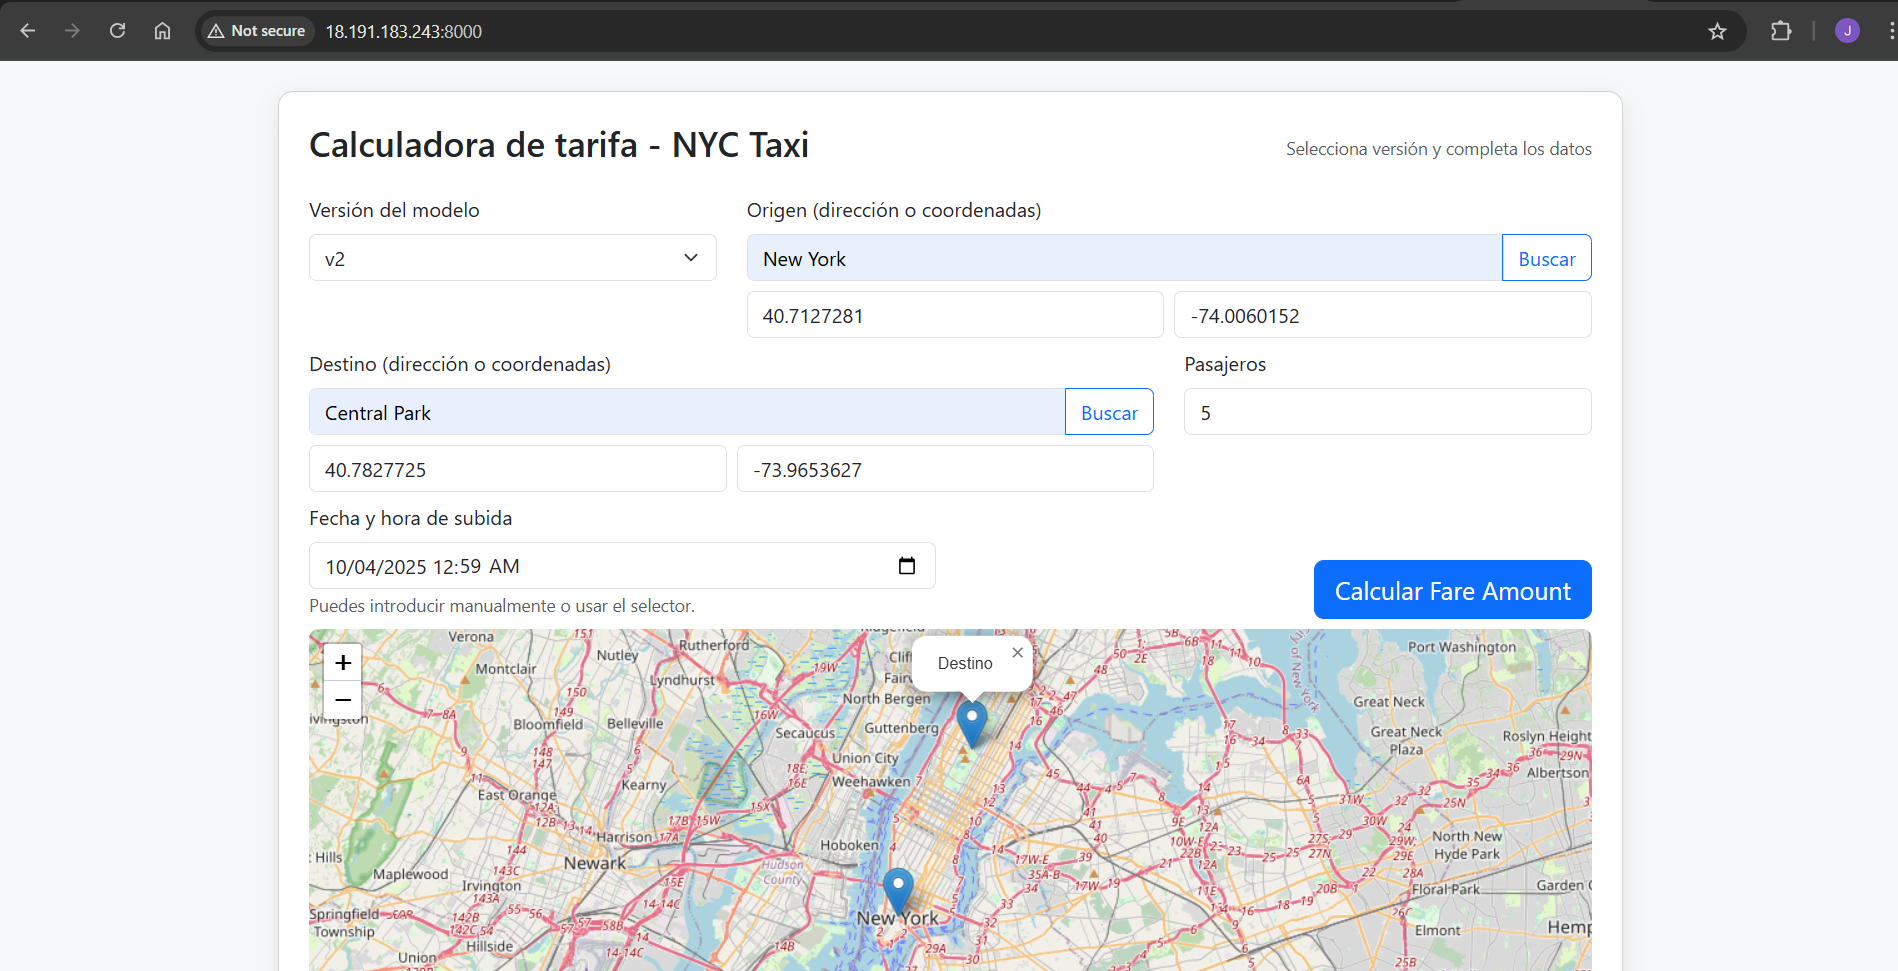 Not secure
18.191.183.243:8000
J
Calculadora de tarifa - NYC Taxi
Selecciona versión y completa los datos
Versión del modelo
v2
Origen (dirección o coordenadas)
New York
Buscar
40.7127281
-74.0060152
Destino (dirección o coordenadas)
Central Park
Buscar
40.7827725
-73.9653627
Pasajeros
5
Fecha y hora de subida
10/04/2025 12:59 AM
Puedes introducir manualmente o usar el selector.
Calcular Fare Amount
+
−
Destino
×
Verona
Montclair
Nutley
Rutherford
Lyndhurst
North Bergen
Guttenberg
Secaucus
Union City
Weehawken
Bloomfield
Belleville
Kearny
East Orange
Harrison
Newark
Hoboken
Hudson
County
Maplewood
Irvington
Springfield
Township
Hillside
Union
New York
Port Washington
Great Neck
Great Neck
Plaza
Roslyn Height
Albertson
North New
Hyde Park
Floral Park
Garden
Elmont
Hemp